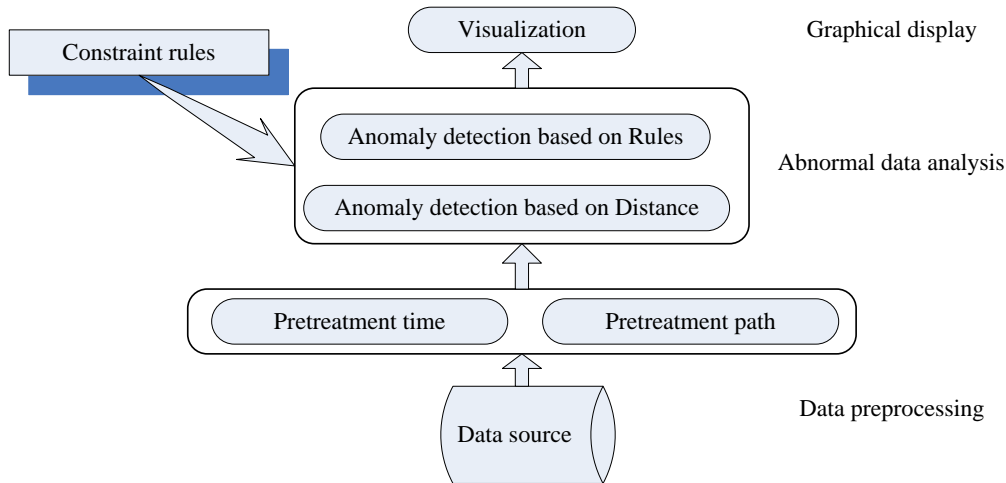 Visualization
Graphical display
Constraint rules
Anomaly detection based on Rules
Abnormal data analysis
Anomaly detection based on Distance
Pretreatment time
Pretreatment path
Data preprocessing
Data source